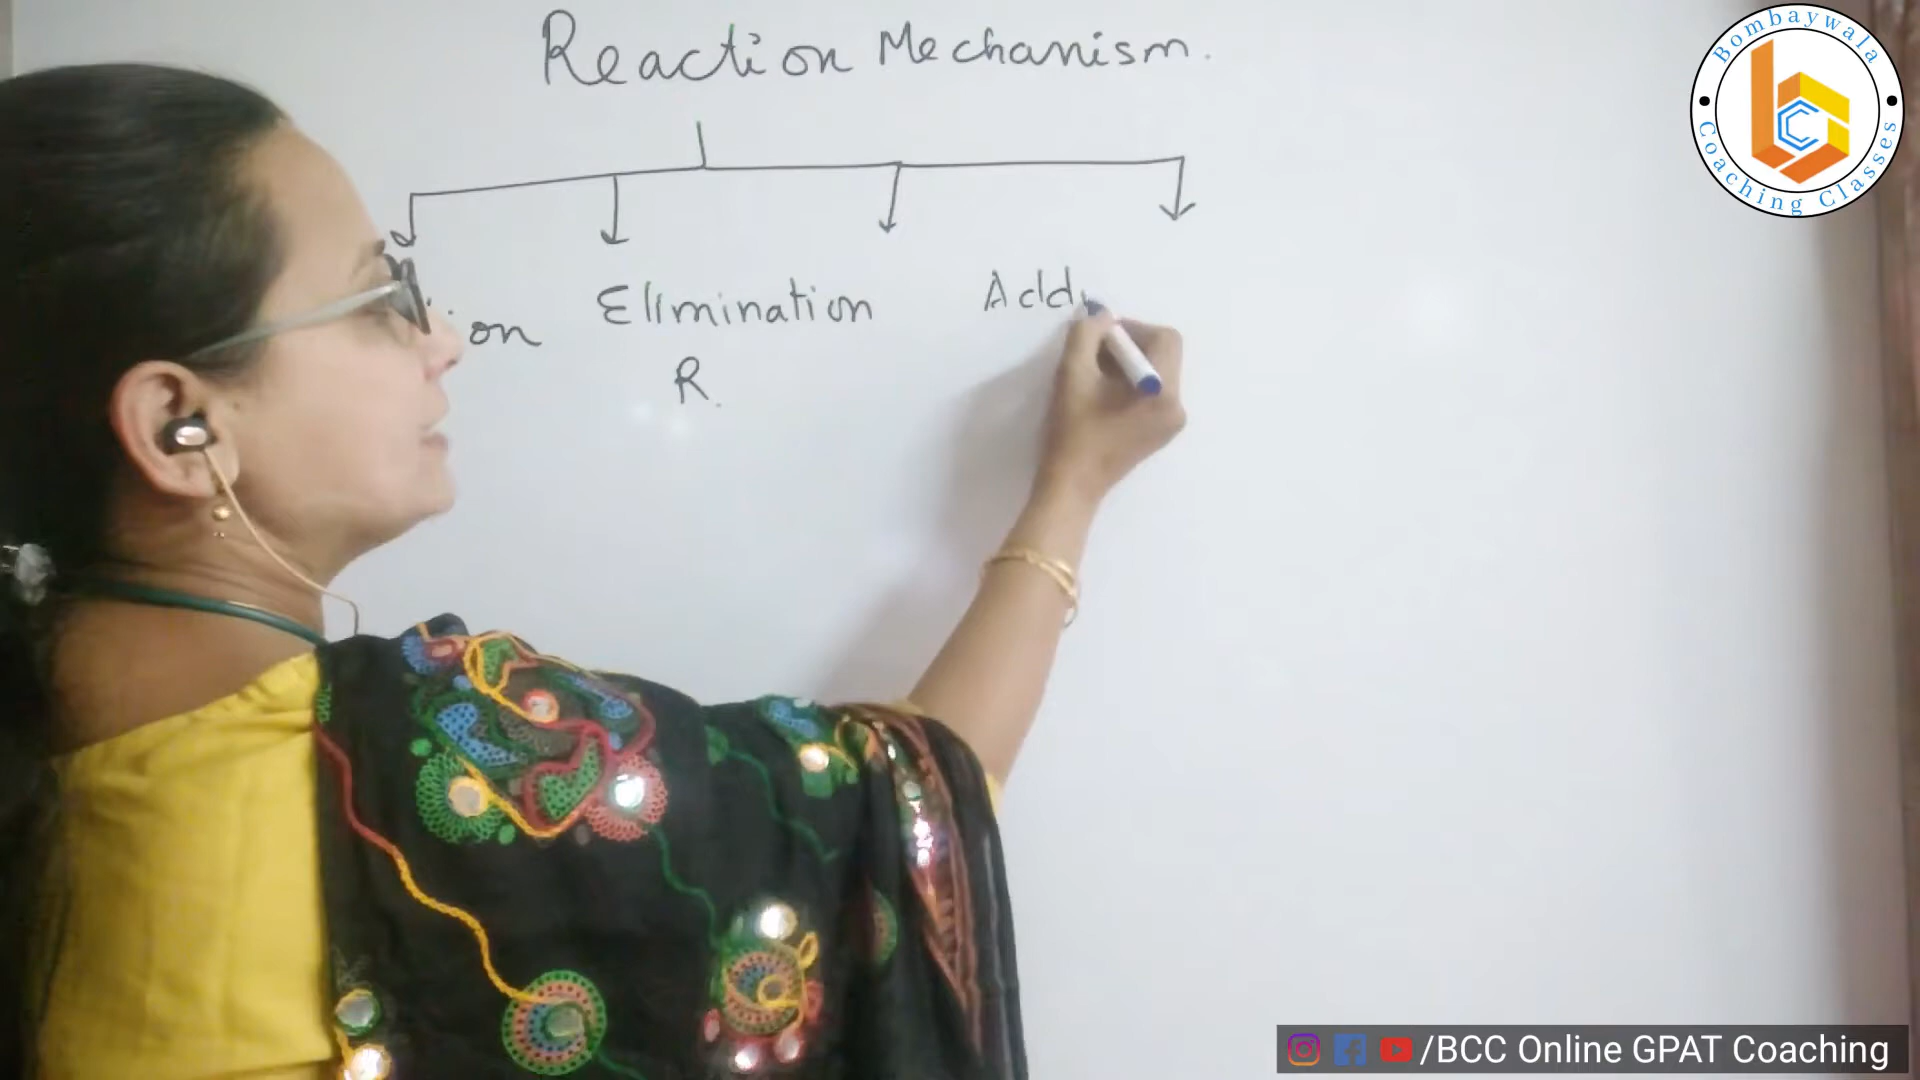 Reaction Mechanism.
on Elimination Add
R.
Bombaywala
Coaching Classes
/BCC Online GPAT Coaching